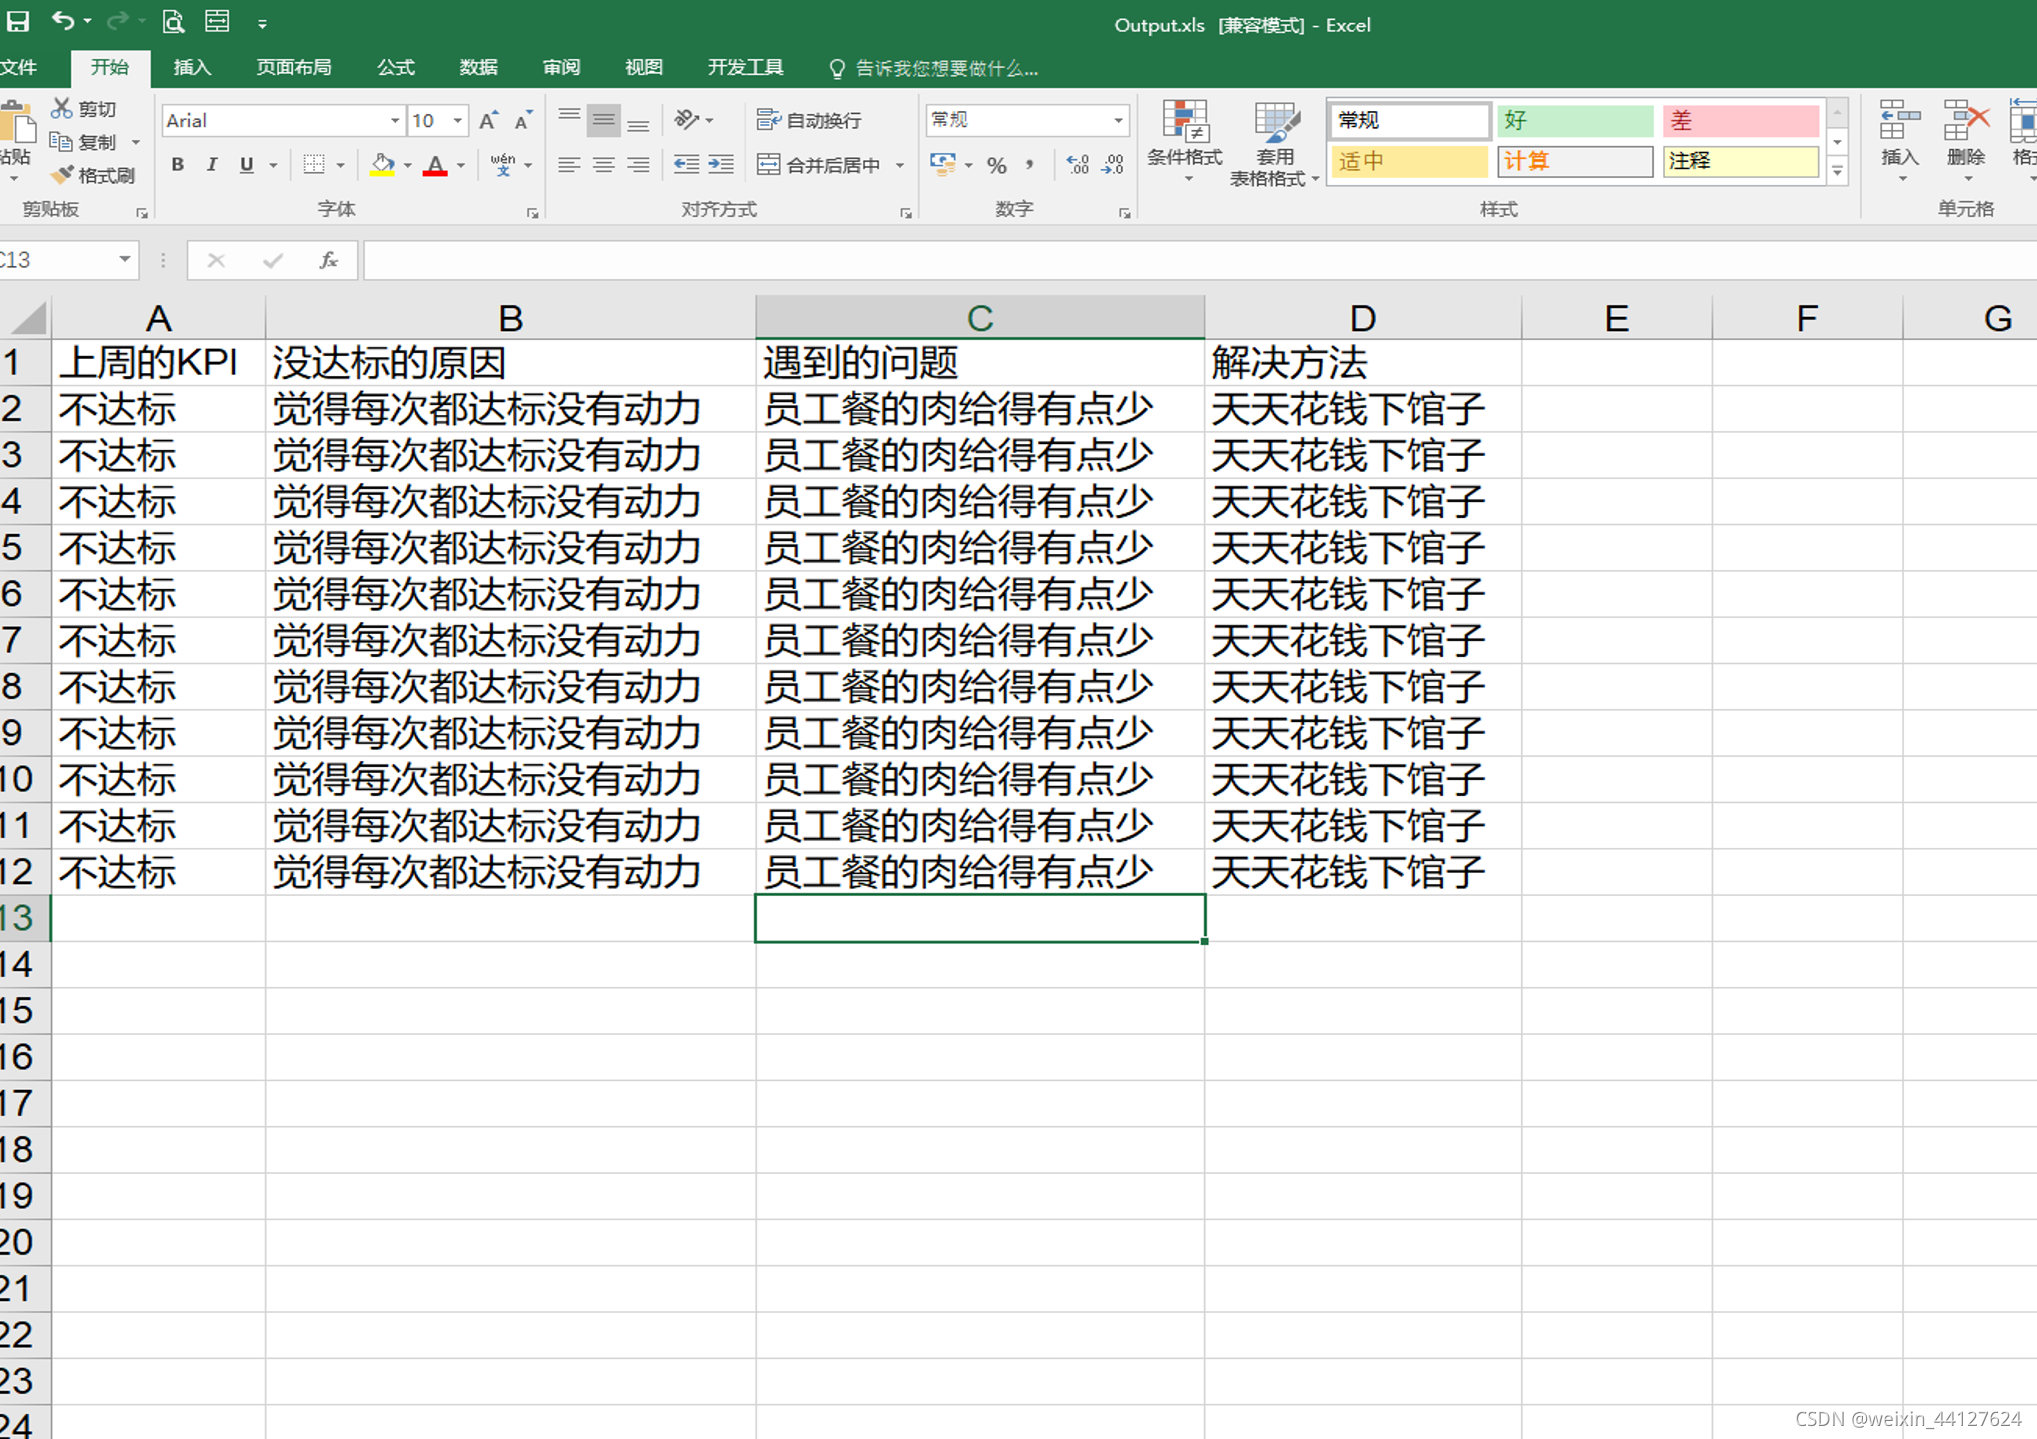 Output.xls [兼容模式] - Excel
文件 开始 插入 页面布局 公式 数据 审阅 视图 开发工具 告诉我您想要做什么...
剪切 Arial 10 自动换行 常规 常规 好 差
复制 条件格式 套用 插入 删除
粘贴 格式刷 B I U A wén 文 合并后居中 % 表格格式 适中 计算 注释
剪贴板 字体 对齐方式 数字 样式 单元格
C13 fx
A B C D E F G
1 上周的KPI 没达标的原因 遇到的问题 解决方法
2 不达标 觉得每次都达标没有动力 员工餐的肉给得有点少 天天花钱下馆子
3 不达标 觉得每次都达标没有动力 员工餐的肉给得有点少 天天花钱下馆子
4 不达标 觉得每次都达标没有动力 员工餐的肉给得有点少 天天花钱下馆子
5 不达标 觉得每次都达标没有动力 员工餐的肉给得有点少 天天花钱下馆子
6 不达标 觉得每次都达标没有动力 员工餐的肉给得有点少 天天花钱下馆子
7 不达标 觉得每次都达标没有动力 员工餐的肉给得有点少 天天花钱下馆子
8 不达标 觉得每次都达标没有动力 员工餐的肉给得有点少 天天花钱下馆子
9 不达标 觉得每次都达标没有动力 员工餐的肉给得有点少 天天花钱下馆子
10 不达标 觉得每次都达标没有动力 员工餐的肉给得有点少 天天花钱下馆子
11 不达标 觉得每次都达标没有动力 员工餐的肉给得有点少 天天花钱下馆子
12 不达标 觉得每次都达标没有动力 员工餐的肉给得有点少 天天花钱下馆子
13
14
15
16
17
18
19
20
21
22
23
24
CSDN @weixin_44127624